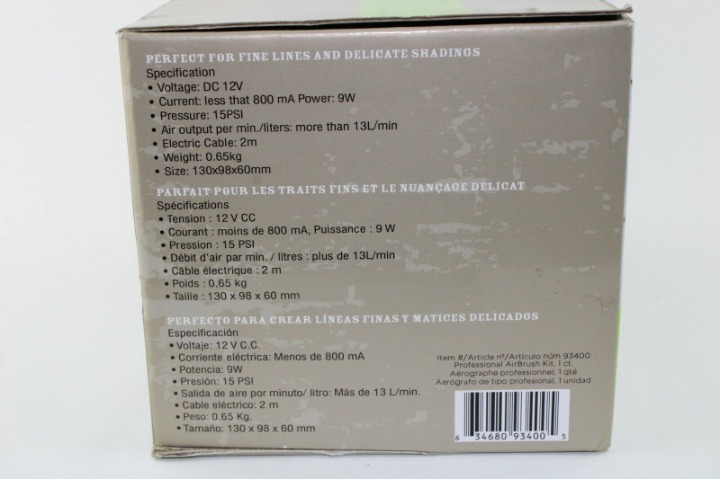 PERFECT FOR FINE LINES AND DELICATE SHADINGS
Specification
• Voltage: DC 12V
• Current: less that 800 mA Power: 9W
• Pressure: 15PSI
• Air output per min./liters: more than 13L/min
• Electric Cable: 2m
• Weight: 0.65kg
• Size: 130x98x60mm
PARFAIT POUR LES TRAITS FINS ET LE NUANÇAGE DÉLICAT
Spécifications
• Tension : 12 V CC
• Courant : moins de 800 mA, Puissance : 9 W
• Pression : 15 PSI
• Débit d'air par min. / litres : plus de 13L/min
• Câble électrique : 2 m
• Poids : 0,65 kg
• Taille : 130 x 98 x 60 mm
PERFECTO PARA CREAR LÍNEAS FINAS Y MATICES DELICADOS
Especificación
• Voltaje: 12 V C.C.
• Corriente eléctrica: Menos de 800 mA
• Potencia: 9W
• Presión: 15 PSI
• Salida de aire por minuto/ litro: Más de 13 L/min.
• Cable eléctrico: 2 m
• Peso: 0.65 Kg.
• Tamaño: 130 x 98 x 60 mm
Item #/Article nº/Artículo núm 93400
Professional AirBrush Kit, 1 ct.
Aérographe professionnel, 1 qté
Aerógrafo de tipo profesional, 1 unidad
6 34680 93400 5